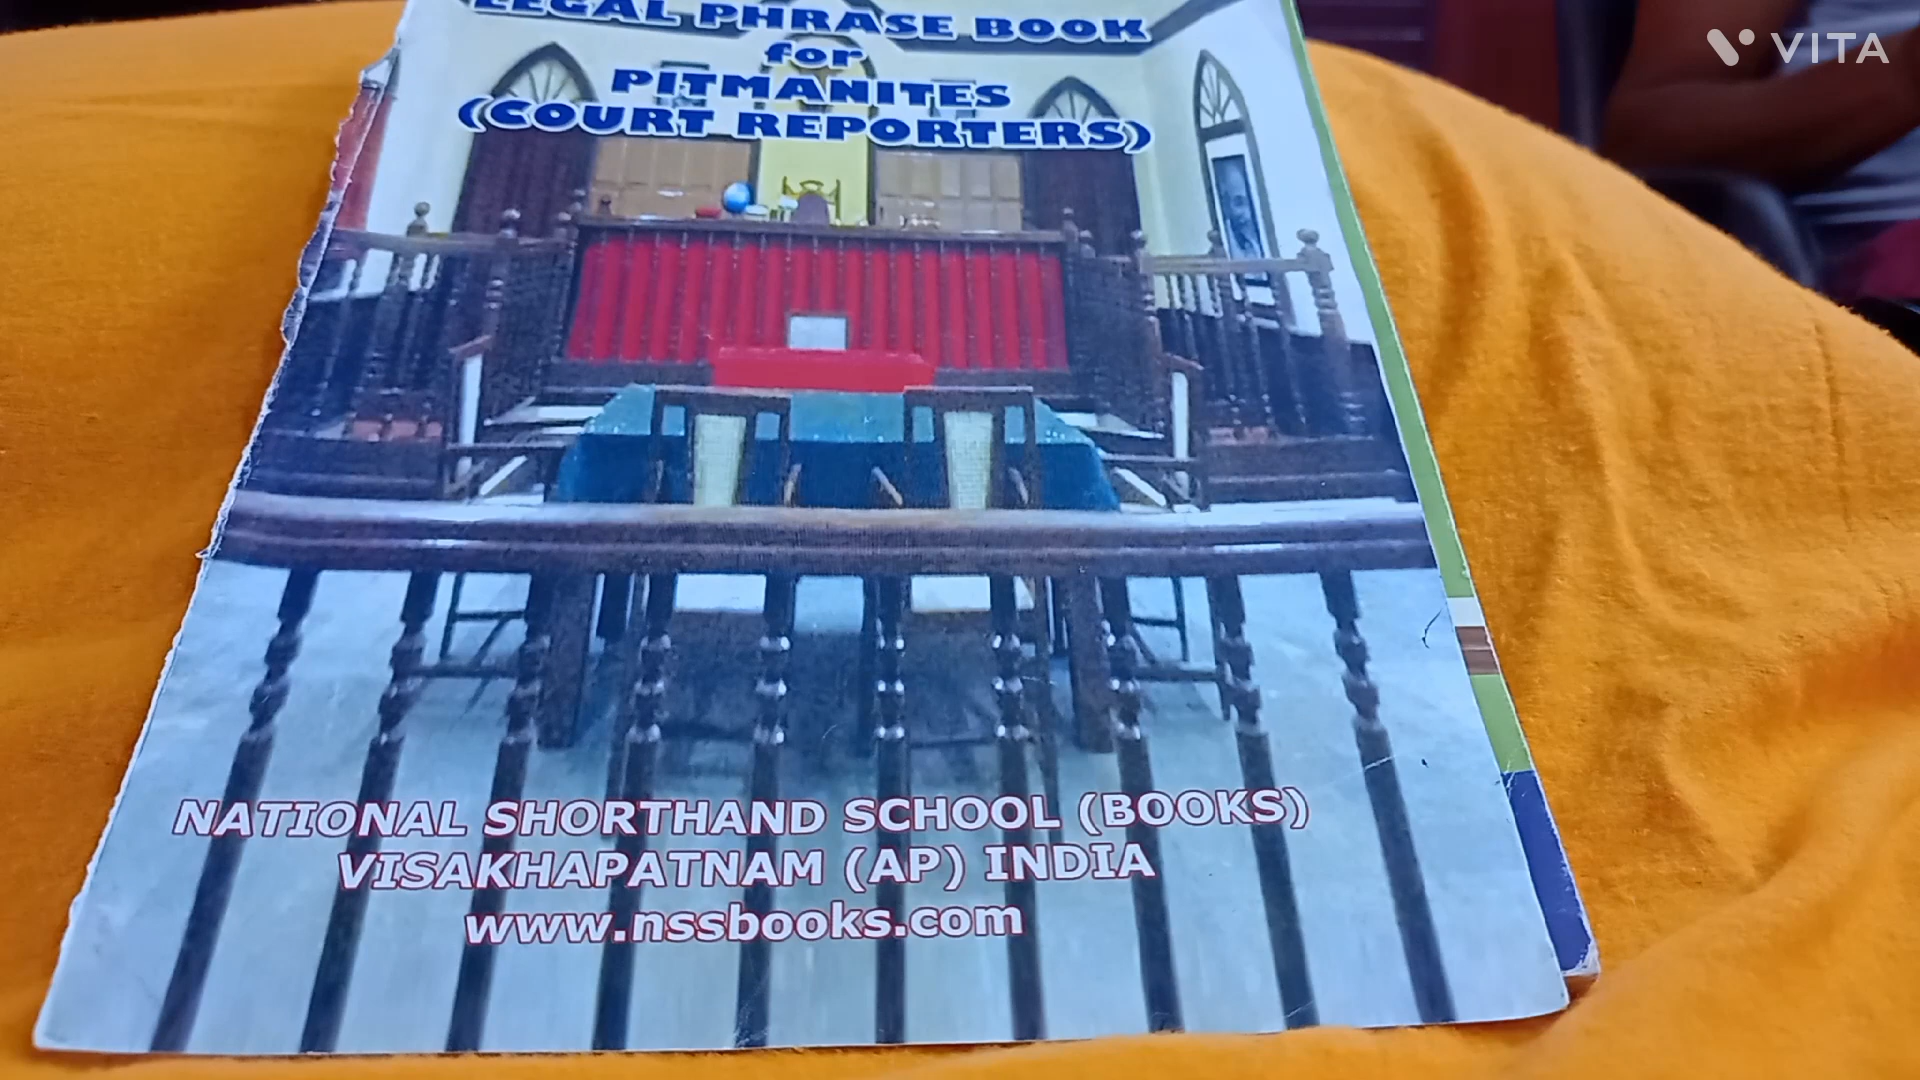 LEGAL PHRASE BOOK
for
PITMANITES
(COURT REPORTERS)
VITA
NATIONAL SHORTHAND SCHOOL (BOOKS)
VISAKHAPATNAM (AP) INDIA
www.nssbooks.com